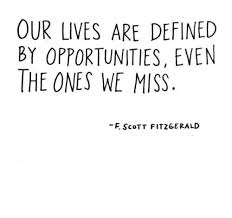 OUR LIVES ARE DEFINED
BY OPPORTUNITIES, EVEN
THE ONES WE MISS.
-F. SCOTT FITZGERALD